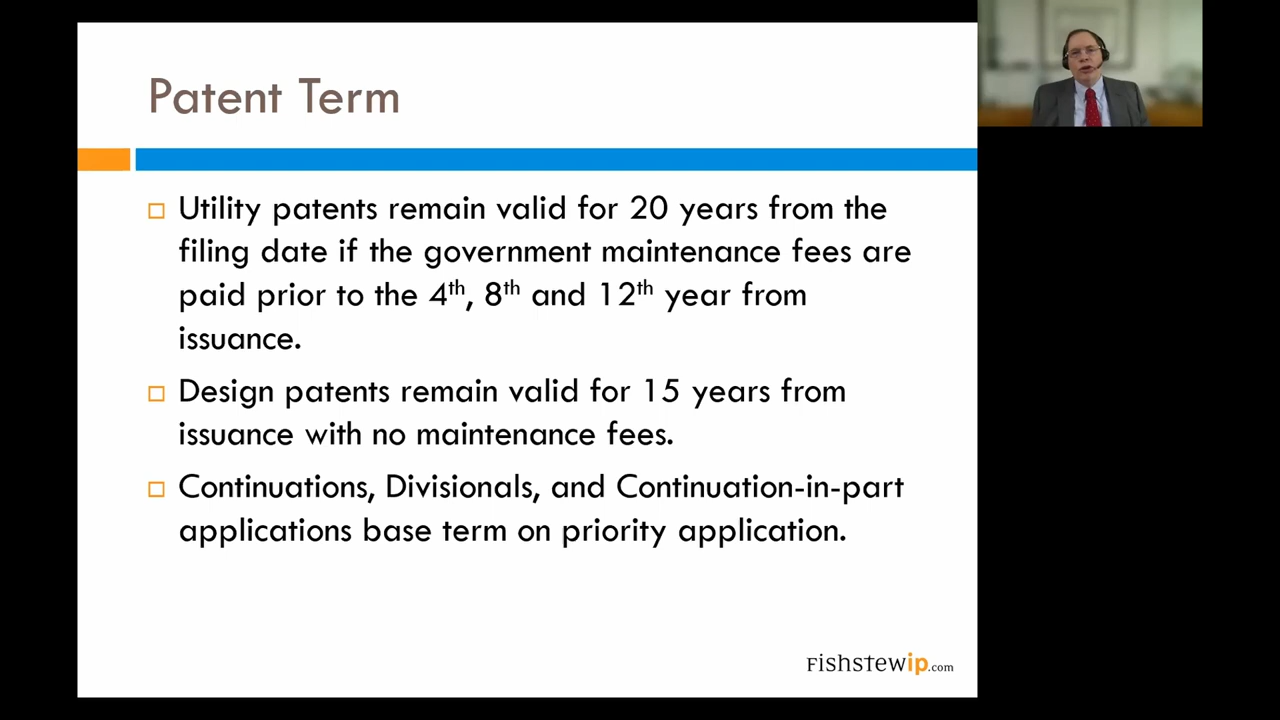 Patent Term
Utility patents remain valid for 20 years from the
filing date if the government maintenance fees are
paid prior to the 4th, 8th and 12th year from
issuance.
Design patents remain valid for 15 years from
issuance with no maintenance fees.
Continuations, Divisionals, and Continuation-in-part
applications base term on priority application.
Fishstewip.com